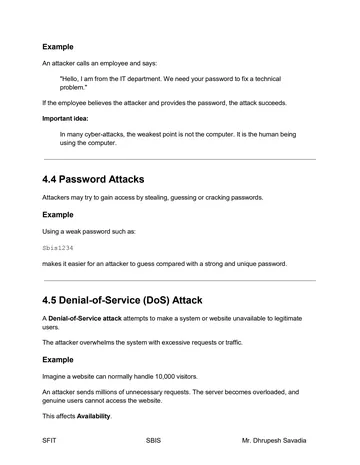 Example
An attacker calls an employee and says:
"Hello, I am from the IT department. We need your password to fix a technical
problem."
If the employee believes the attacker and provides the password, the attack succeeds.
Important idea:
In many cyber-attacks, the weakest point is not the computer. It is the human being
using the computer.
4.4 Password Attacks
Attackers may try to gain access by stealing, guessing or cracking passwords.
Example
Using a weak password such as:
Sbis1234
makes it easier for an attacker to guess compared with a strong and unique password.
4.5 Denial-of-Service (DoS) Attack
A Denial-of-Service attack attempts to make a system or website unavailable to legitimate
users.
The attacker overwhelms the system with excessive requests or traffic.
Example
Imagine a website can normally handle 10,000 visitors.
An attacker sends millions of unnecessary requests. The server becomes overloaded, and
genuine users cannot access the website.
This affects Availability.
SFIT SBIS Mr. Dhrupesh Savadia